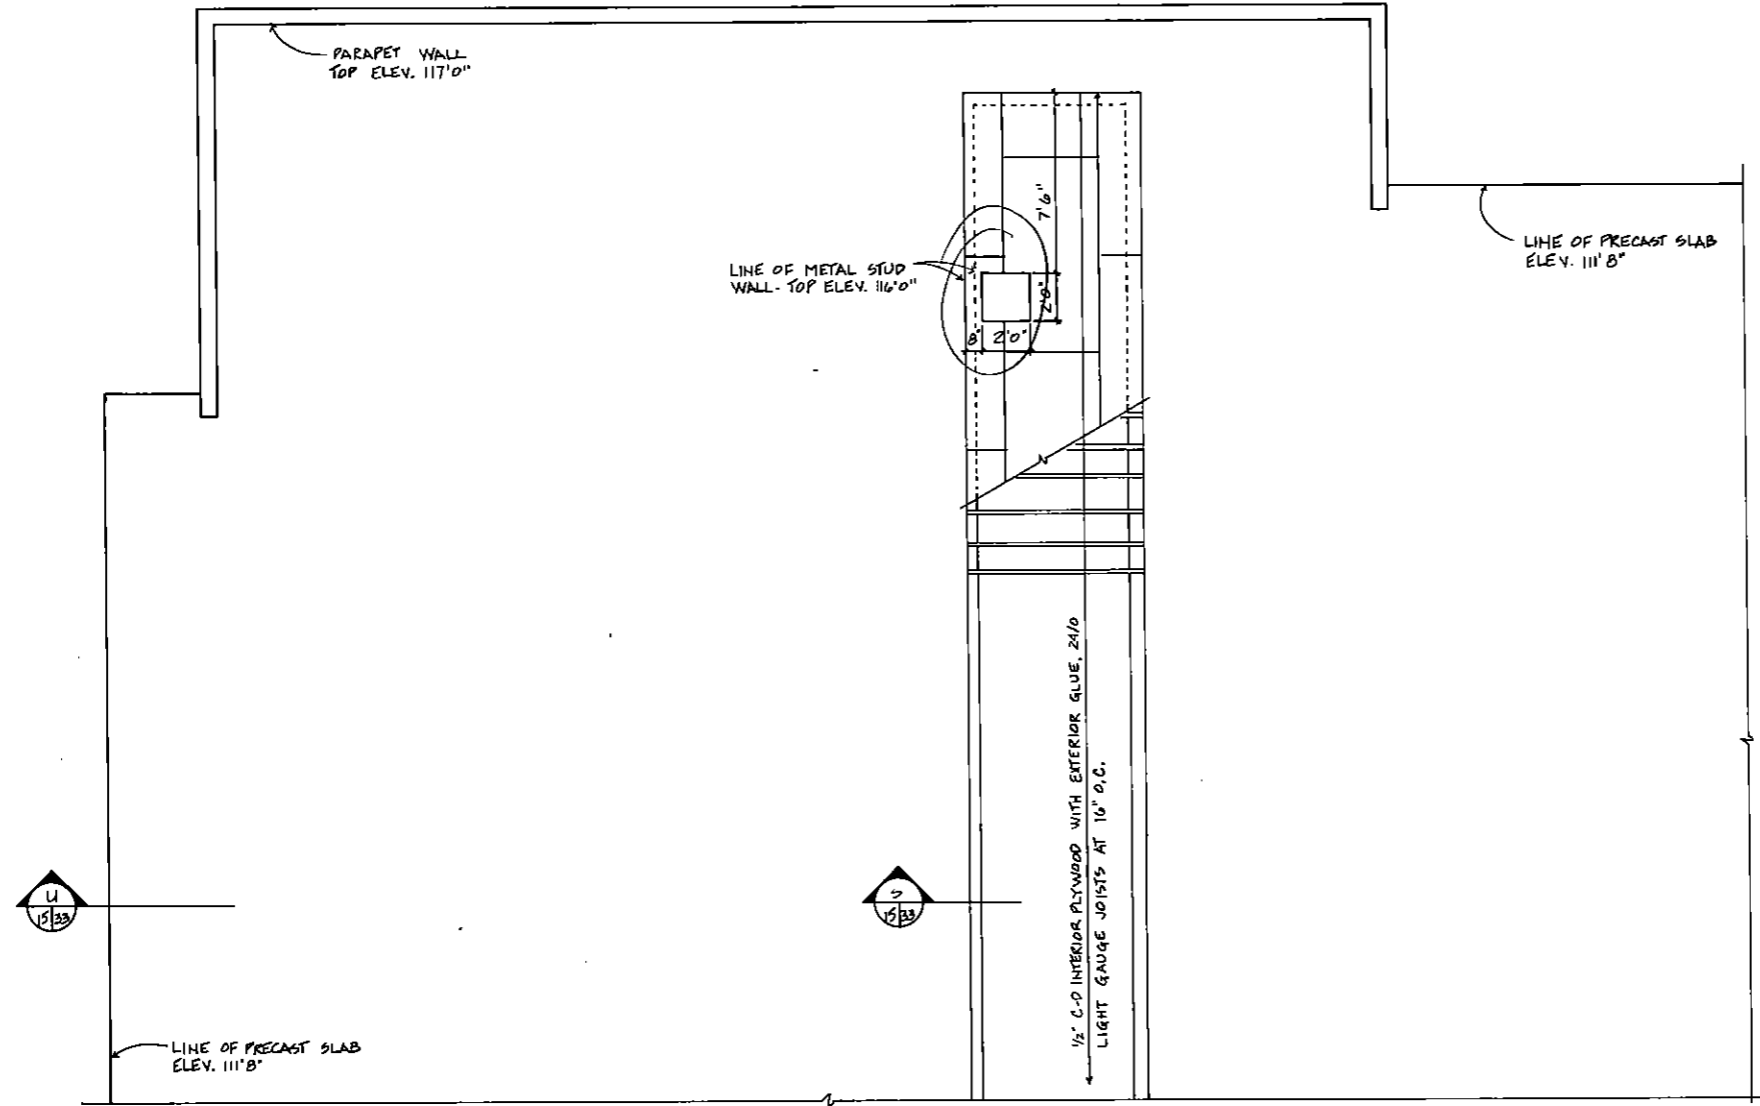 PARAPET WALL
TOP ELEV. 117'0"
LINE OF PRECAST SLAB
ELEV. 111'8"
7'6"
LINE OF METAL STUD
WALL - TOP ELEV. 116'0"
2'0"
8" 2'0"
1/2" C-D INTERIOR PLYWOOD WITH EXTERIOR GLUE, 24/0
LIGHT GAUGE JOISTS AT 16" O.C.
U
15 33
S
15 33
LINE OF PRECAST SLAB
ELEV. 111'8"